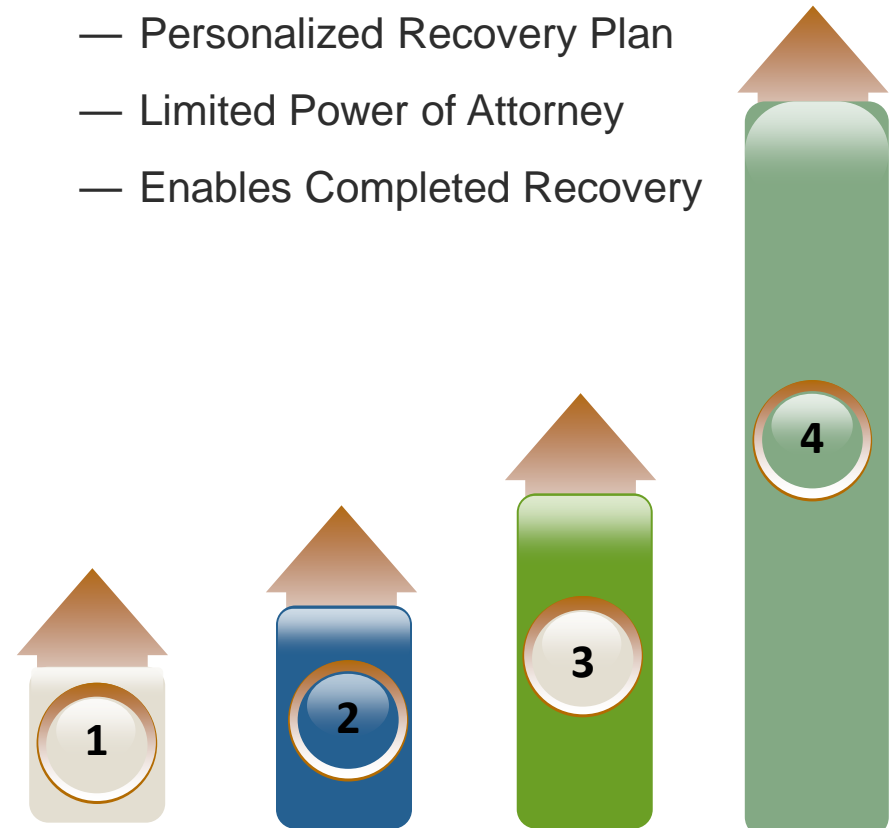 — Personalized Recovery Plan
— Limited Power of Attorney
— Enables Completed Recovery
4
3
2
1